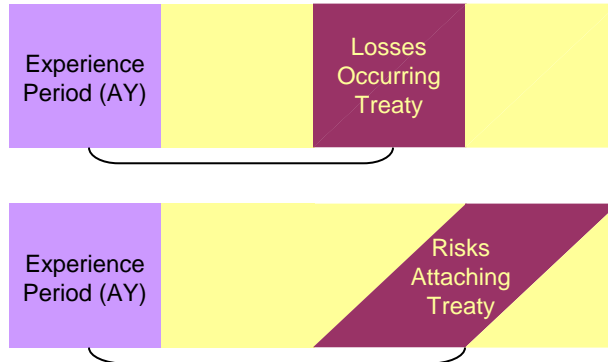 Experience
Period (AY)
Losses
Occurring
Treaty
Experience
Period (AY)
Risks
Attaching
Treaty